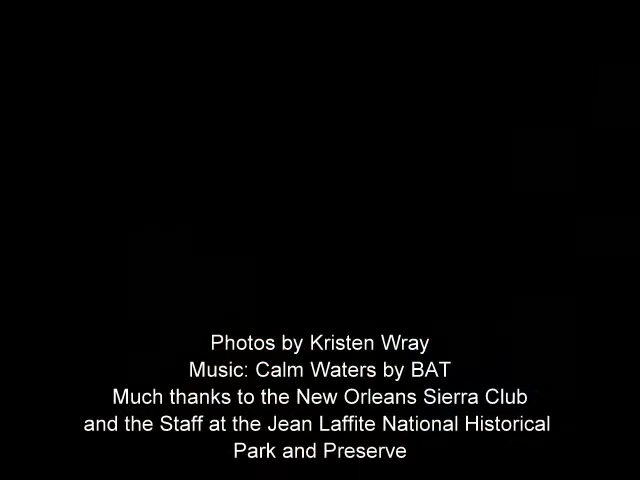 Photos by Kristen Wray
Music: Calm Waters by BAT
Much thanks to the New Orleans Sierra Club
and the Staff at the Jean Laffite National Historical
Park and Preserve